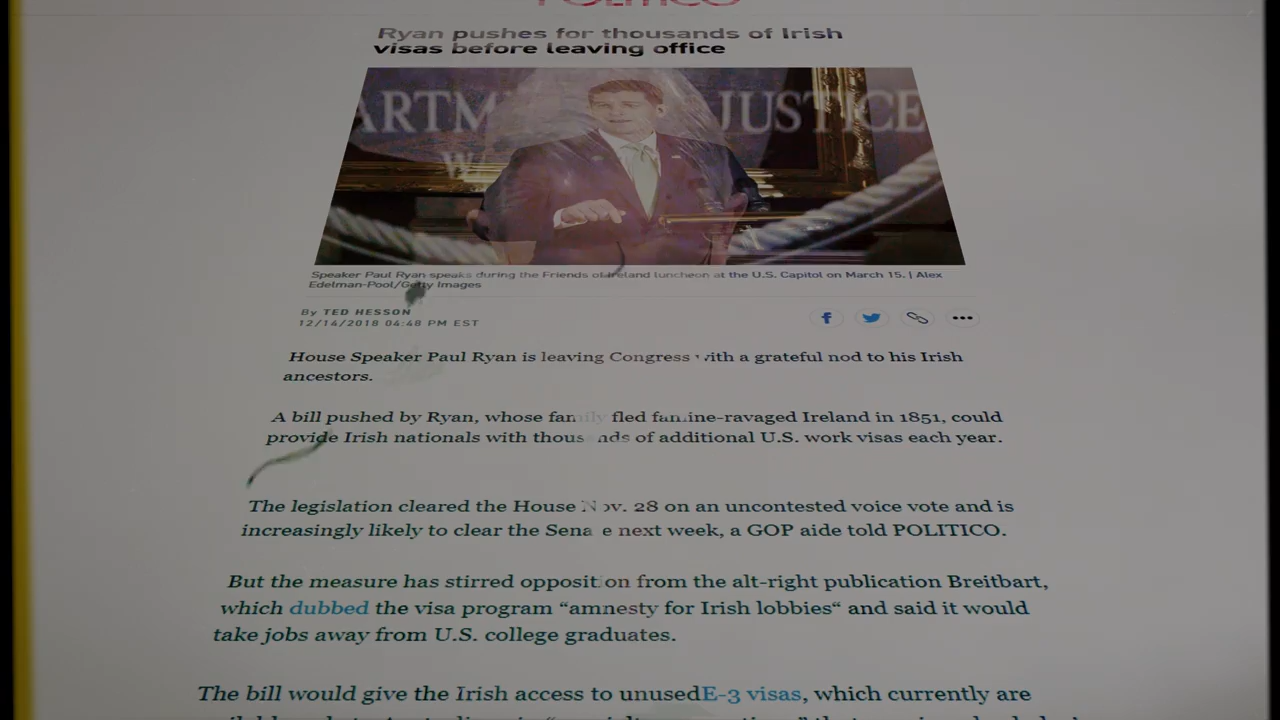 POLITICO
Ryan pushes for thousands of Irish
visas before leaving office
JUSTICE
Speaker Paul Ryan speaks during the Friends of Ireland luncheon at the U.S. Capitol on March 15. | Alex
Edelman-Pool/Getty Images
By TED HESSON
12/14/2018 04:48 PM EST
House Speaker Paul Ryan is leaving Congress with a grateful nod to his Irish
ancestors.
A bill pushed by Ryan, whose family fled famine-ravaged Ireland in 1851, could
provide Irish nationals with thousands of additional U.S. work visas each year.
The legislation cleared the House Nov. 28 on an uncontested voice vote and is
increasingly likely to clear the Senate next week, a GOP aide told POLITICO.
But the measure has stirred opposition from the alt-right publication Breitbart,
which dubbed the visa program “amnesty for Irish lobbies“ and said it would
take jobs away from U.S. college graduates.
The bill would give the Irish access to unused E-3 visas, which currently are